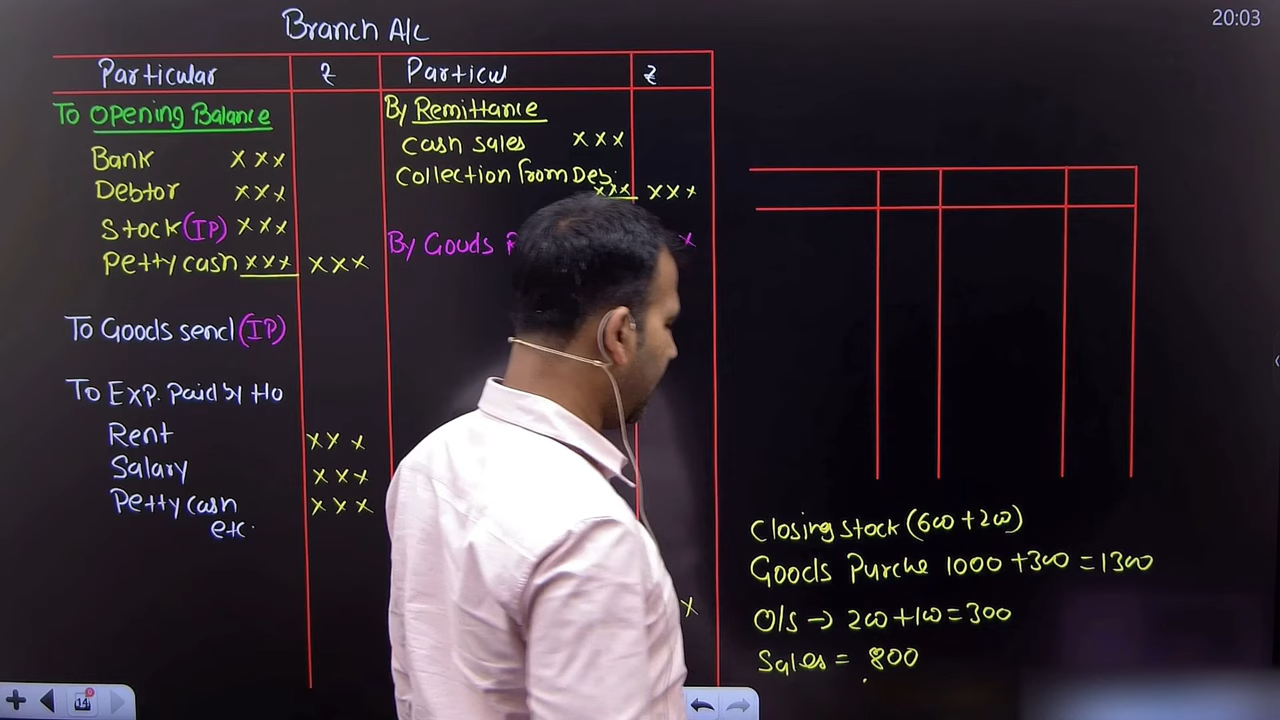 20:03
Branch A/c
Particular ₹ Particul ₹
To Opening Balance
Bank xxx
Debtor xxx
Stock (IP) xxx
Petty cash xxx xxx
To Goods send (IP)
To Exp. Paid by Ho
Rent xxx
Salary xxx
Petty cash xxx
etc.
By Remittance
Cash sales xxx
Collection from Deb.
xxx xxx
By Goods
x
x
Closing stock (600+200)
Goods Purche 1000 +300 =1300
O/S → 200+100=300
Sales = 800
14